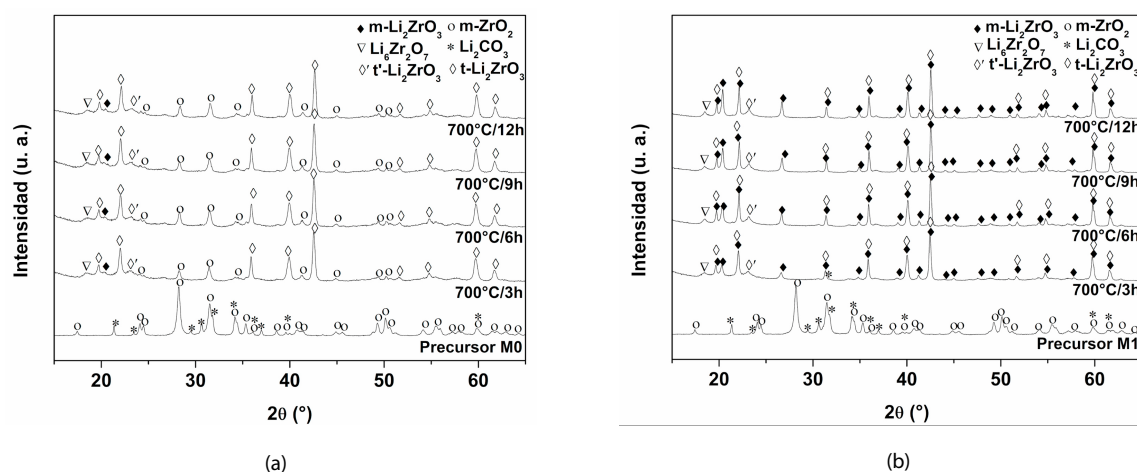 ◆ m-Li₂ZrO₃ o m-ZrO₂
▽ Li₆Zr₂O₇ * Li₂CO₃
◊' t'-Li₂ZrO₃ ◊ t-Li₂ZrO₃
700°C/12h
700°C/9h
700°C/6h
700°C/3h
Precursor M0
Intensidad (u. a.)
20 30 40 50 60
2θ (°)
(a)
◆ m-Li₂ZrO₃ o m-ZrO₂
▽ Li₆Zr₂O₇ * Li₂CO₃
◊' t'-Li₂ZrO₃ ◊ t-Li₂ZrO₃
700°C/12h
700°C/9h
700°C/6h
700°C/3h
Precursor M1
Intensidad (u. a.)
20 30 40 50 60
2θ (°)
(b)